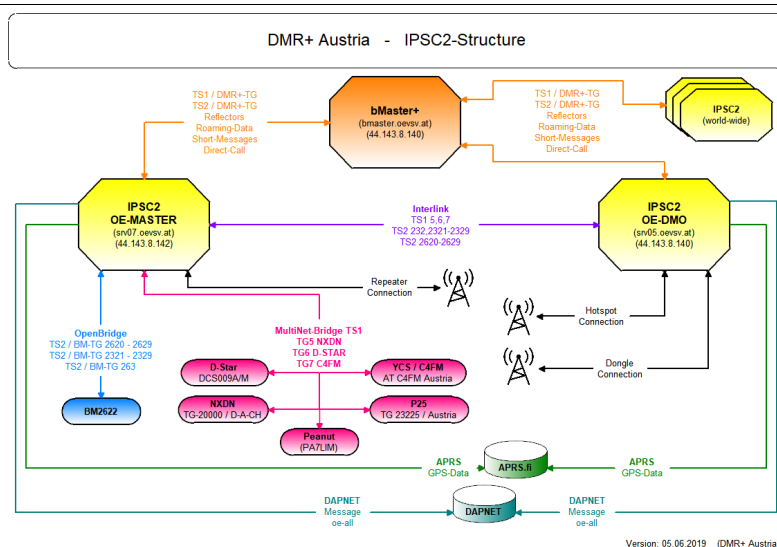 DMR+ Austria - IPSC2-Structure
TS1 / DMR+-TG
TS2 / DMR+-TG
Reflectors
Roaming-Data
Short-Messages
Direct-Call
bMaster+
(bmaster.oevsv.at)
(44.143.8.140)
TS1 / DMR+-TG
TS2 / DMR+-TG
Reflectors
Roaming-Data
Short-Messages
Direct-Call
IPSC2
(world-wide)
IPSC2
OE-MASTER
(srv07.oevsv.at)
(44.143.8.142)
Interlink
TS1 5,6,7
TS2 232,2321-2329
TS2 2620-2629
IPSC2
OE-DMO
(srv05.oevsv.at)
(44.143.8.140)
Repeater
Connection
Hotspot
Connection
Dongle
Connection
OpenBridge
TS2 / BM-TG 2620 - 2629
TS2 / BM-TG 2321 - 2329
TS2 / BM-TG 263
BM2622
MultiNet-Bridge TS1
TG5 NXDN
TG6 D-STAR
TG7 C4FM
D-Star
DCS009A/M
YCS / C4FM
AT C4FM Austria
NXDN
TG-20000 / D-A-CH
P25
TG 23225 / Austria
Peanut
(PA7LIM)
APRS
GPS-Data
APRS.fi
APRS
GPS-Data
DAPNET
Message
oe-all
DAPNET
DAPNET
Message
oe-all
Version: 05.06.2019 (DMR+ Austria